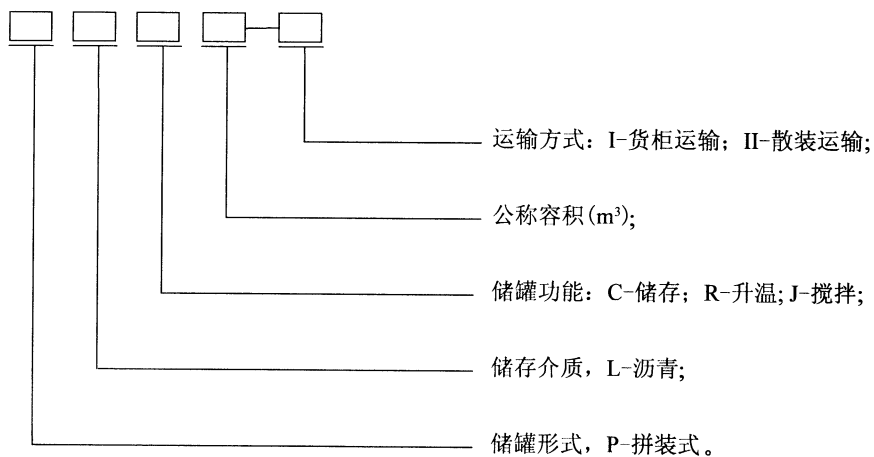 运输方式：I-货柜运输；II-散装运输;
公称容积(m³);
储罐功能：C-储存；R-升温; J-搅拌;
储存介质，L-沥青;
储罐形式，P-拼装式。